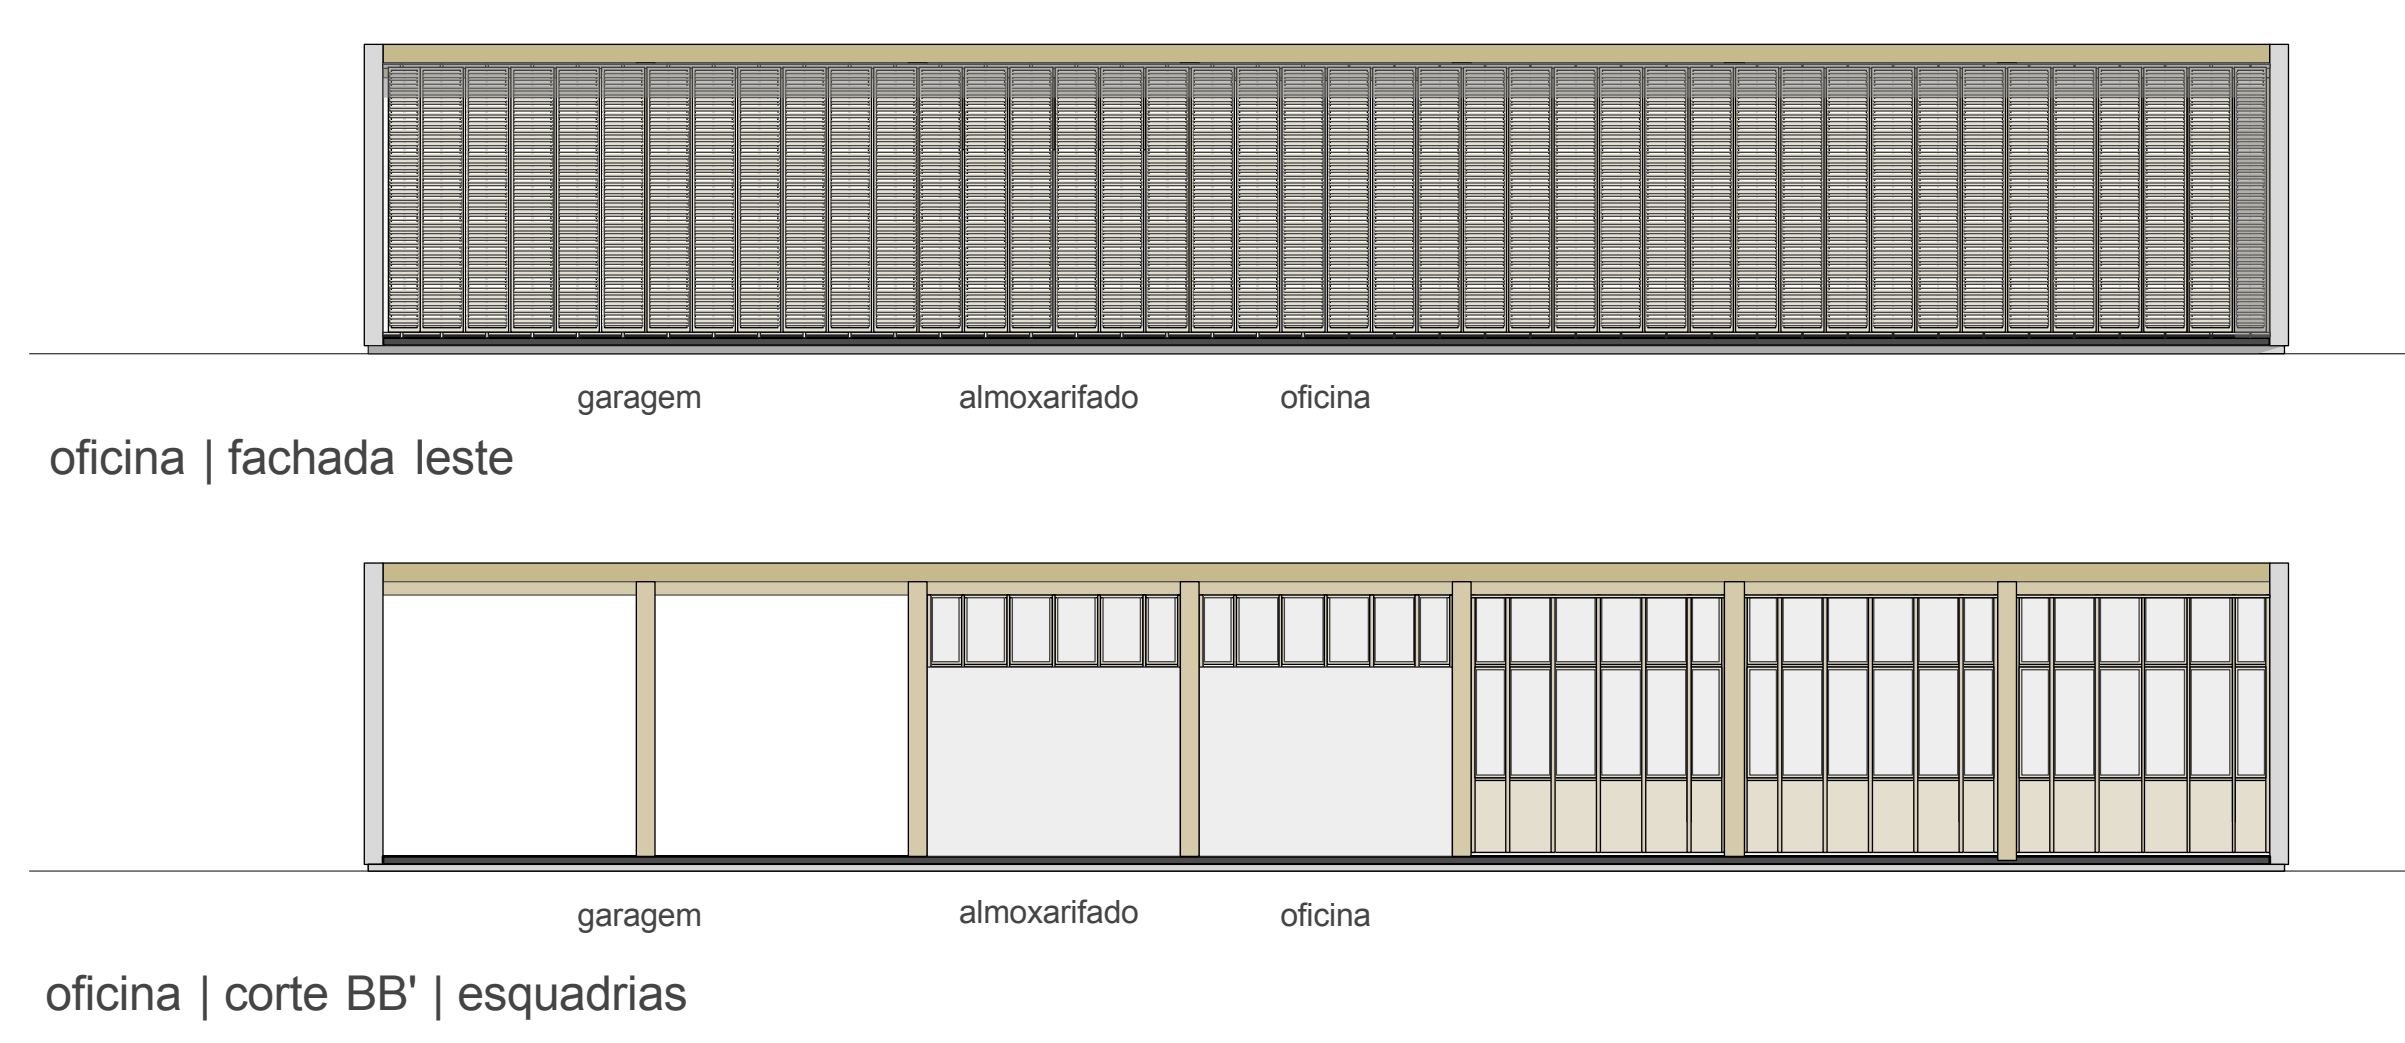 garagem almoxarifado oficina
oficina | fachada leste
garagem almoxarifado oficina
oficina | corte BB' | esquadrias